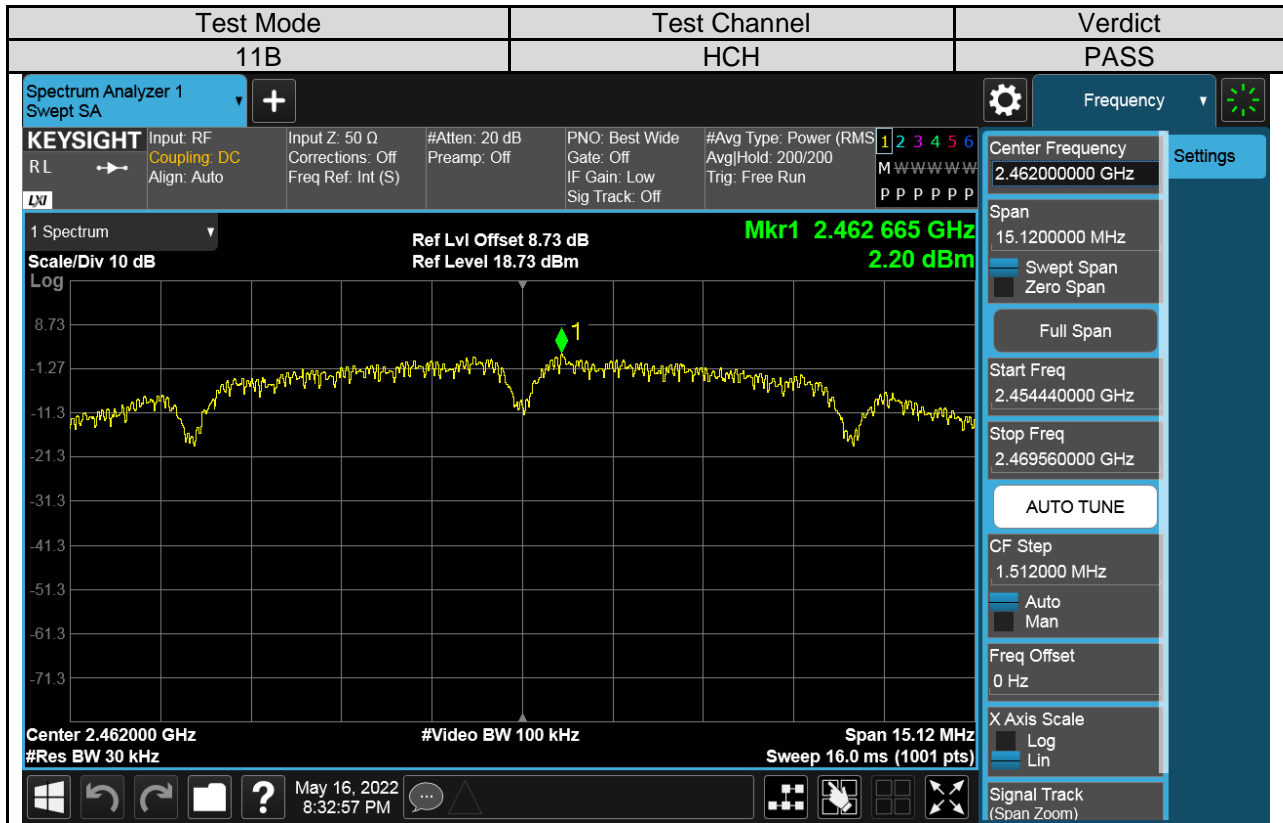 Test Mode Test Channel Verdict
11B HCH PASS
Spectrum Analyzer 1
Swept SA
+
Frequency
KEYSIGHT
RL
LXI
Input: RF
Coupling: DC
Align: Auto
Input Z: 50 Ω
Corrections: Off
Freq Ref: Int (S)
#Atten: 20 dB
Preamp: Off
PNO: Best Wide
Gate: Off
IF Gain: Low
Sig Track: Off
#Avg Type: Power (RMS
Avg|Hold: 200/200
Trig: Free Run
1 2 3 4 5 6
M W W W W W
P P P P P P
1 Spectrum
Scale/Div 10 dB
Ref Lvl Offset 8.73 dB
Ref Level 18.73 dBm
Mkr1 2.462 665 GHz
2.20 dBm
Log
8.73
-1.27
-11.3
-21.3
-31.3
-41.3
-51.3
-61.3
-71.3
1
Center 2.462000 GHz
#Res BW 30 kHz
#Video BW 100 kHz
Span 15.12 MHz
Sweep 16.0 ms (1001 pts)
Center Frequency
2.462000000 GHz
Settings
Span
15.1200000 MHz
Swept Span
Zero Span
Full Span
Start Freq
2.454440000 GHz
Stop Freq
2.469560000 GHz
AUTO TUNE
CF Step
1.512000 MHz
Auto
Man
Freq Offset
0 Hz
X Axis Scale
Log
Lin
Signal Track
(Span Zoom)
?
May 16, 2022
8:32:57 PM